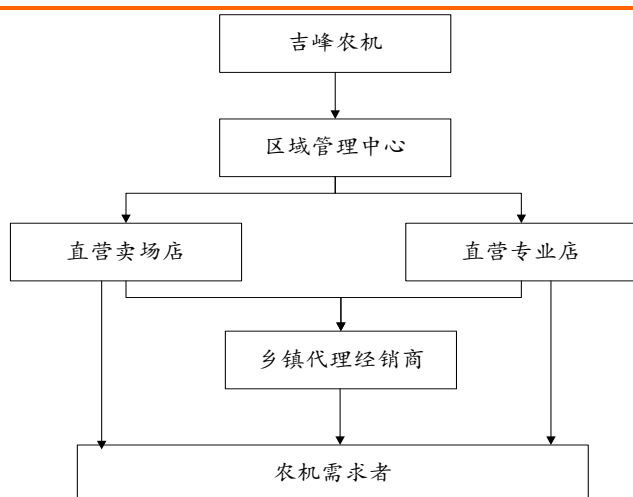 吉峰农机
区域管理中心
直营卖场店
直营专业店
乡镇代理经销商
农机需求者